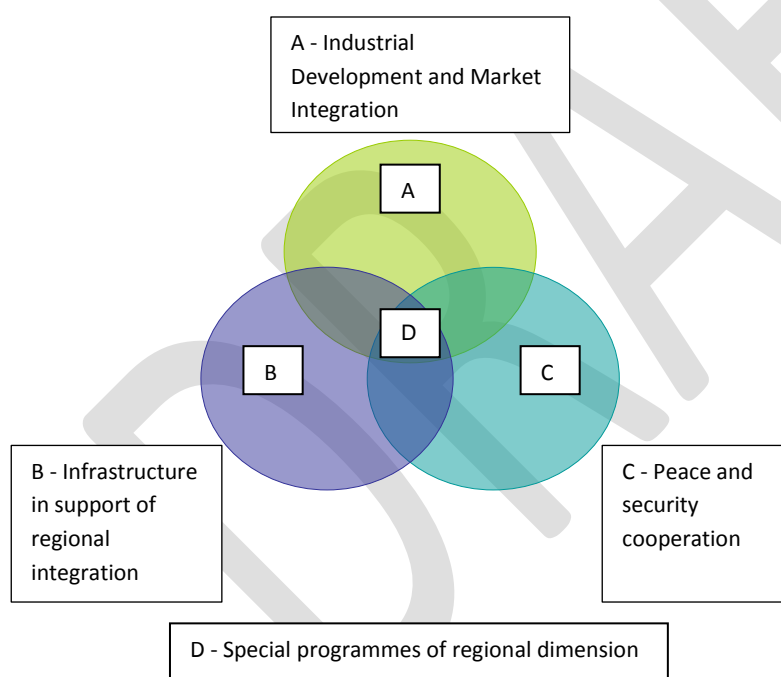 A - Industrial
Development and Market
Integration
A
D
B
C
B - Infrastructure
in support of
regional
integration
C - Peace and
security
cooperation
D - Special programmes of regional dimension
DRA